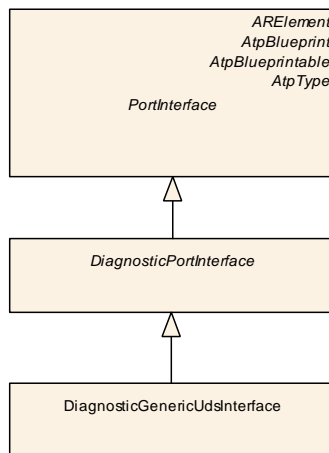 ARElement
AtpBlueprint
AtpBlueprintable
AtpType
PortInterface
DiagnosticPortInterface
DiagnosticGenericUdsInterface